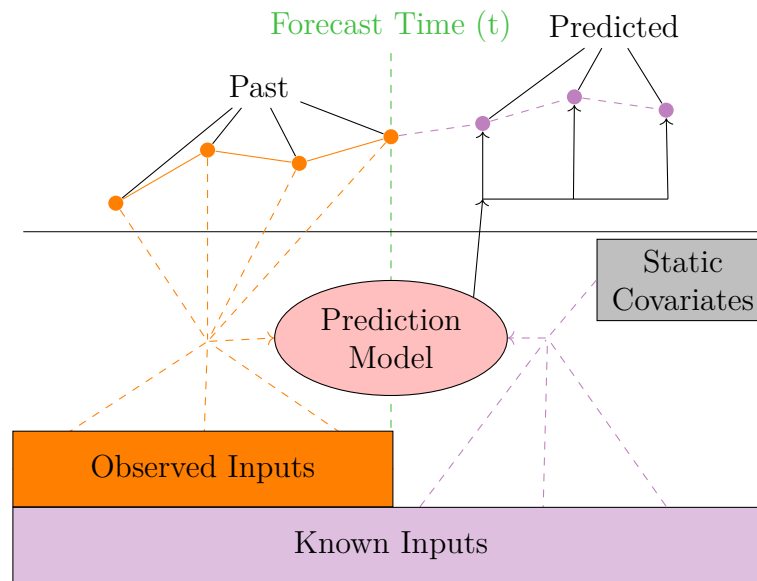 Forecast Time (t)
Predicted
Past
Static
Covariates
Prediction
Model
Observed Inputs
Known Inputs